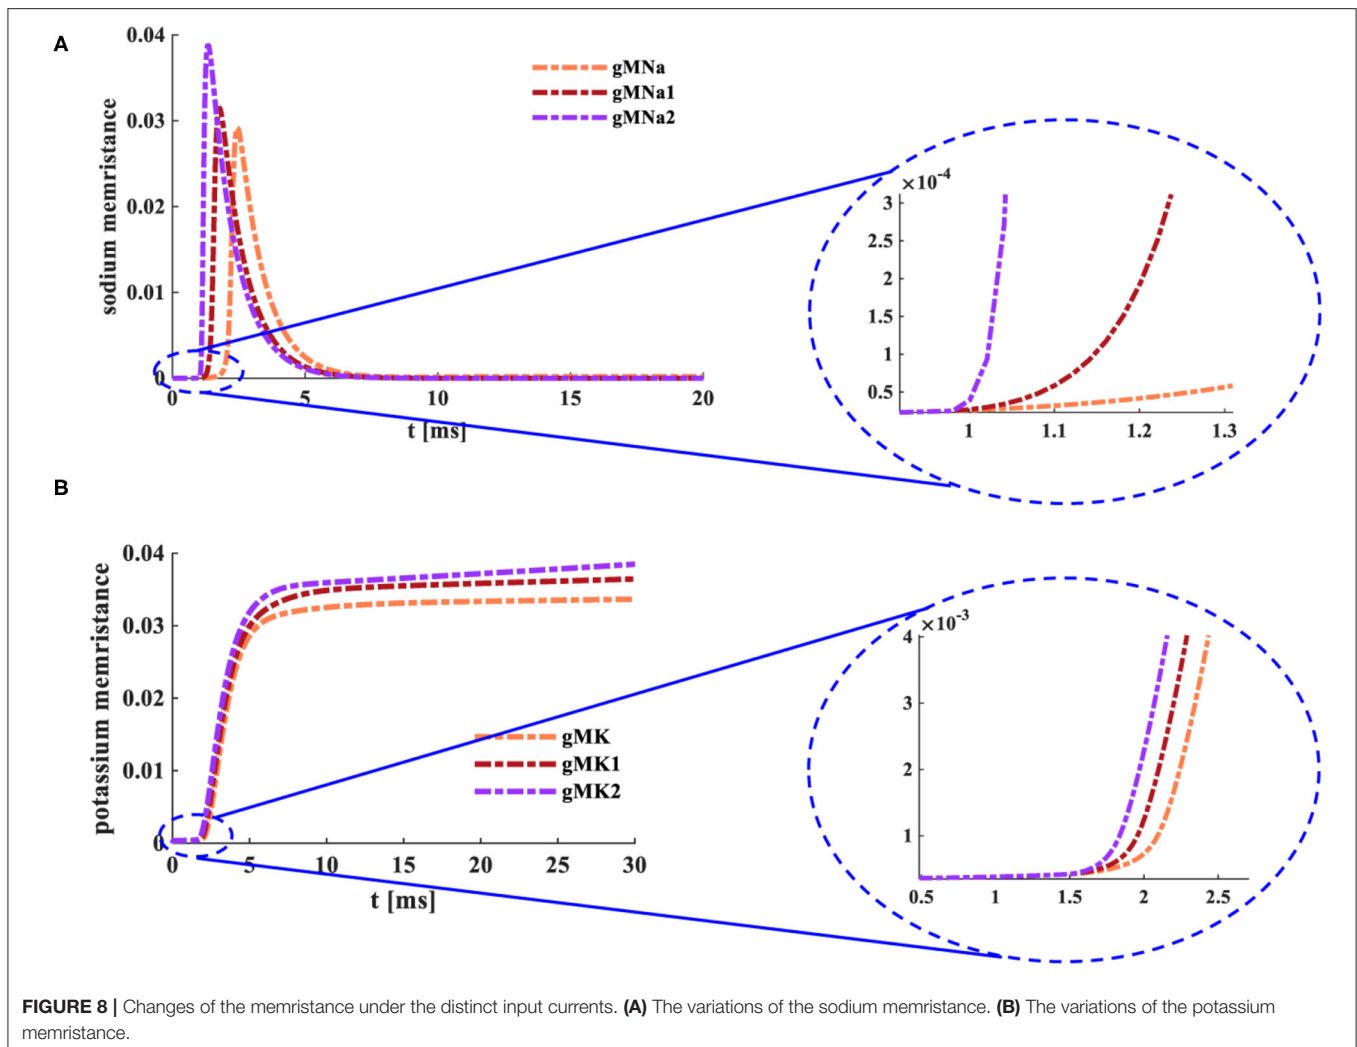 A
0.04
0.03
0.02
0.01
0
sodium memristance
gMNa
gMNa1
gMNa2
0 5 10 15 20
t [ms]
×10⁻⁴
3
2.5
2
1.5
1
0.5
1 1.1 1.2 1.3
B
0.04
0.03
0.02
0.01
0
potassium memristance
gMK
gMK1
gMK2
0 5 10 15 20 25 30
t [ms]
×10⁻³
4
3
2
1
0.5 1 1.5 2 2.5
FIGURE 8 | Changes of the memristance under the distinct input currents. (A) The variations of the sodium memristance. (B) The variations of the potassium
memristance.